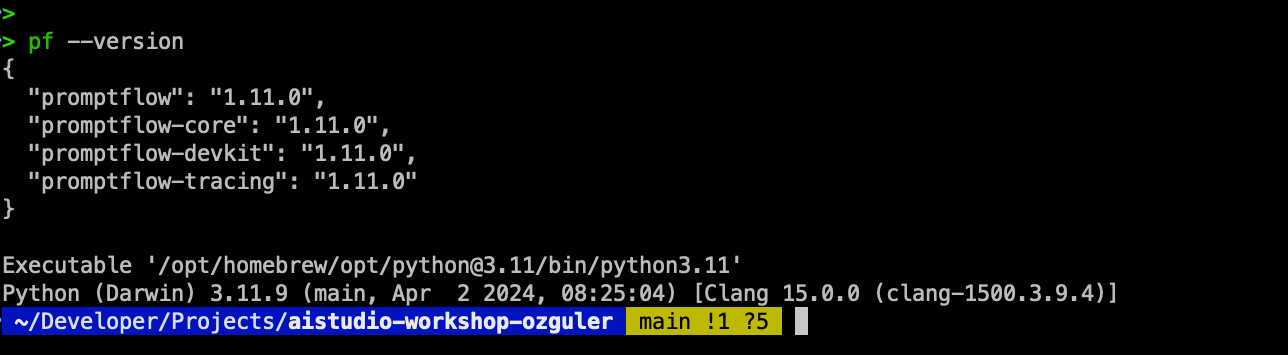 >
> pf --version
{
  "promptflow": "1.11.0",
  "promptflow-core": "1.11.0",
  "promptflow-devkit": "1.11.0",
  "promptflow-tracing": "1.11.0"
}
Executable '/opt/homebrew/opt/python@3.11/bin/python3.11'
Python (Darwin) 3.11.9 (main, Apr  2 2024, 08:25:04) [Clang 15.0.0 (clang-1500.3.9.4)]
~/Developer/Projects/aistudio-workshop-ozguler main !1 ?5